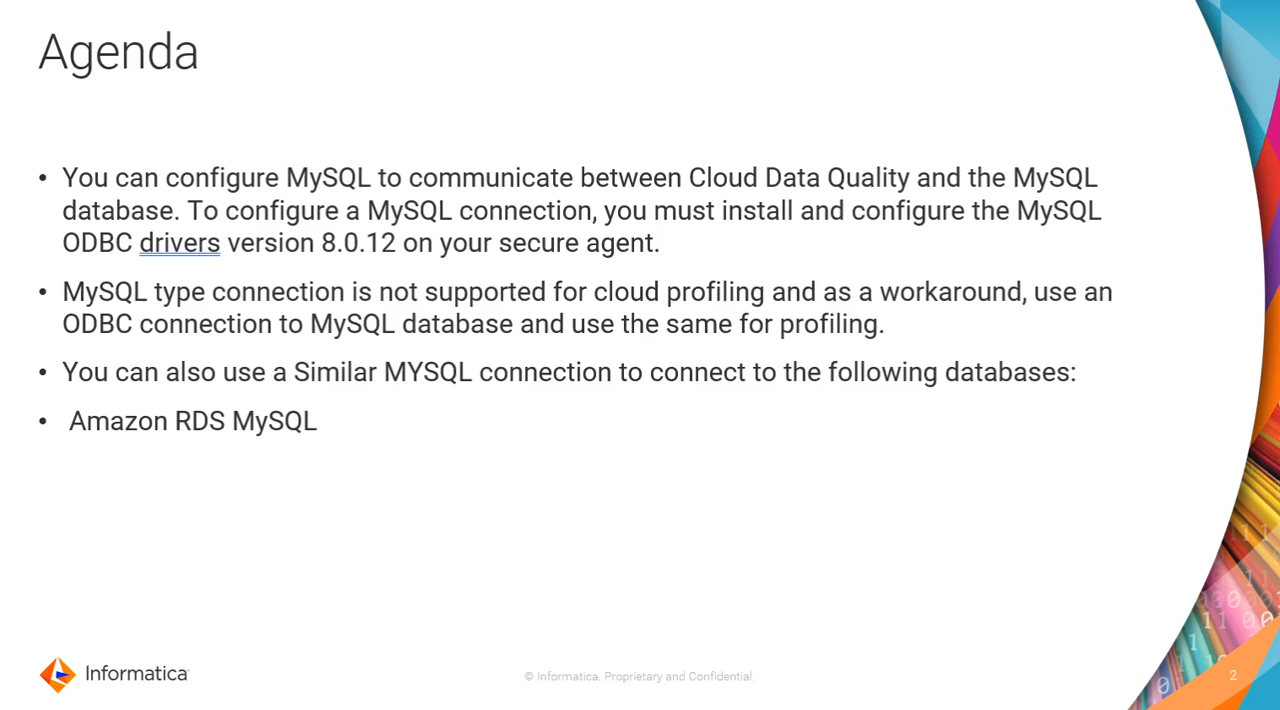 Agenda
• You can configure MySQL to communicate between Cloud Data Quality and the MySQL
database. To configure a MySQL connection, you must install and configure the MySQL
ODBC drivers version 8.0.12 on your secure agent.
• MySQL type connection is not supported for cloud profiling and as a workaround, use an
ODBC connection to MySQL database and use the same for profiling.
• You can also use a Similar MYSQL connection to connect to the following databases:
• Amazon RDS MySQL
Informatica
© Informatica. Proprietary and Confidential.
2